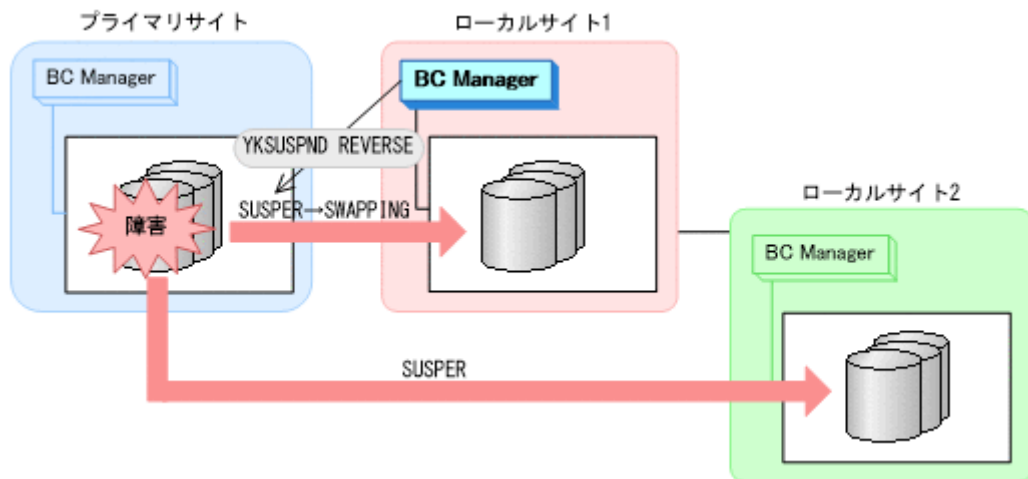 プライマリサイト
ローカルサイト1
BC Manager
BC Manager
YKSUSPND REVERSE
SUSPER→SWAPPING
障害
ローカルサイト2
BC Manager
SUSPER